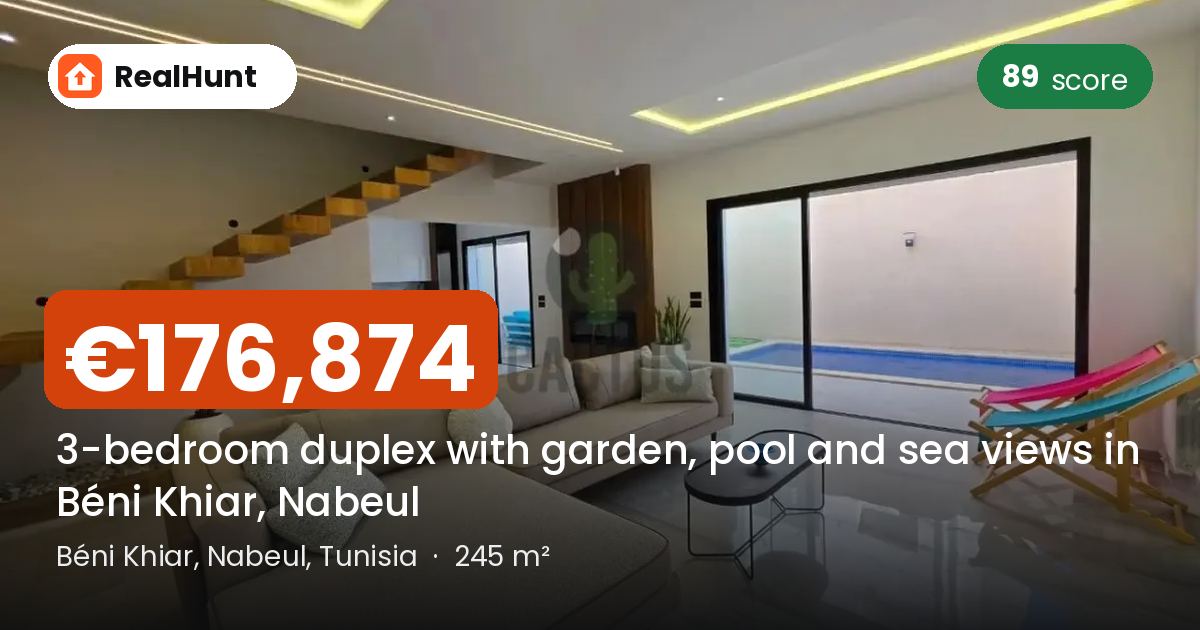 RealHunt
89 score
€176,874
CACTUS
3-bedroom duplex with garden, pool and sea views in
Béni Khiar, Nabeul
Béni Khiar, Nabeul, Tunisia · 245 m²